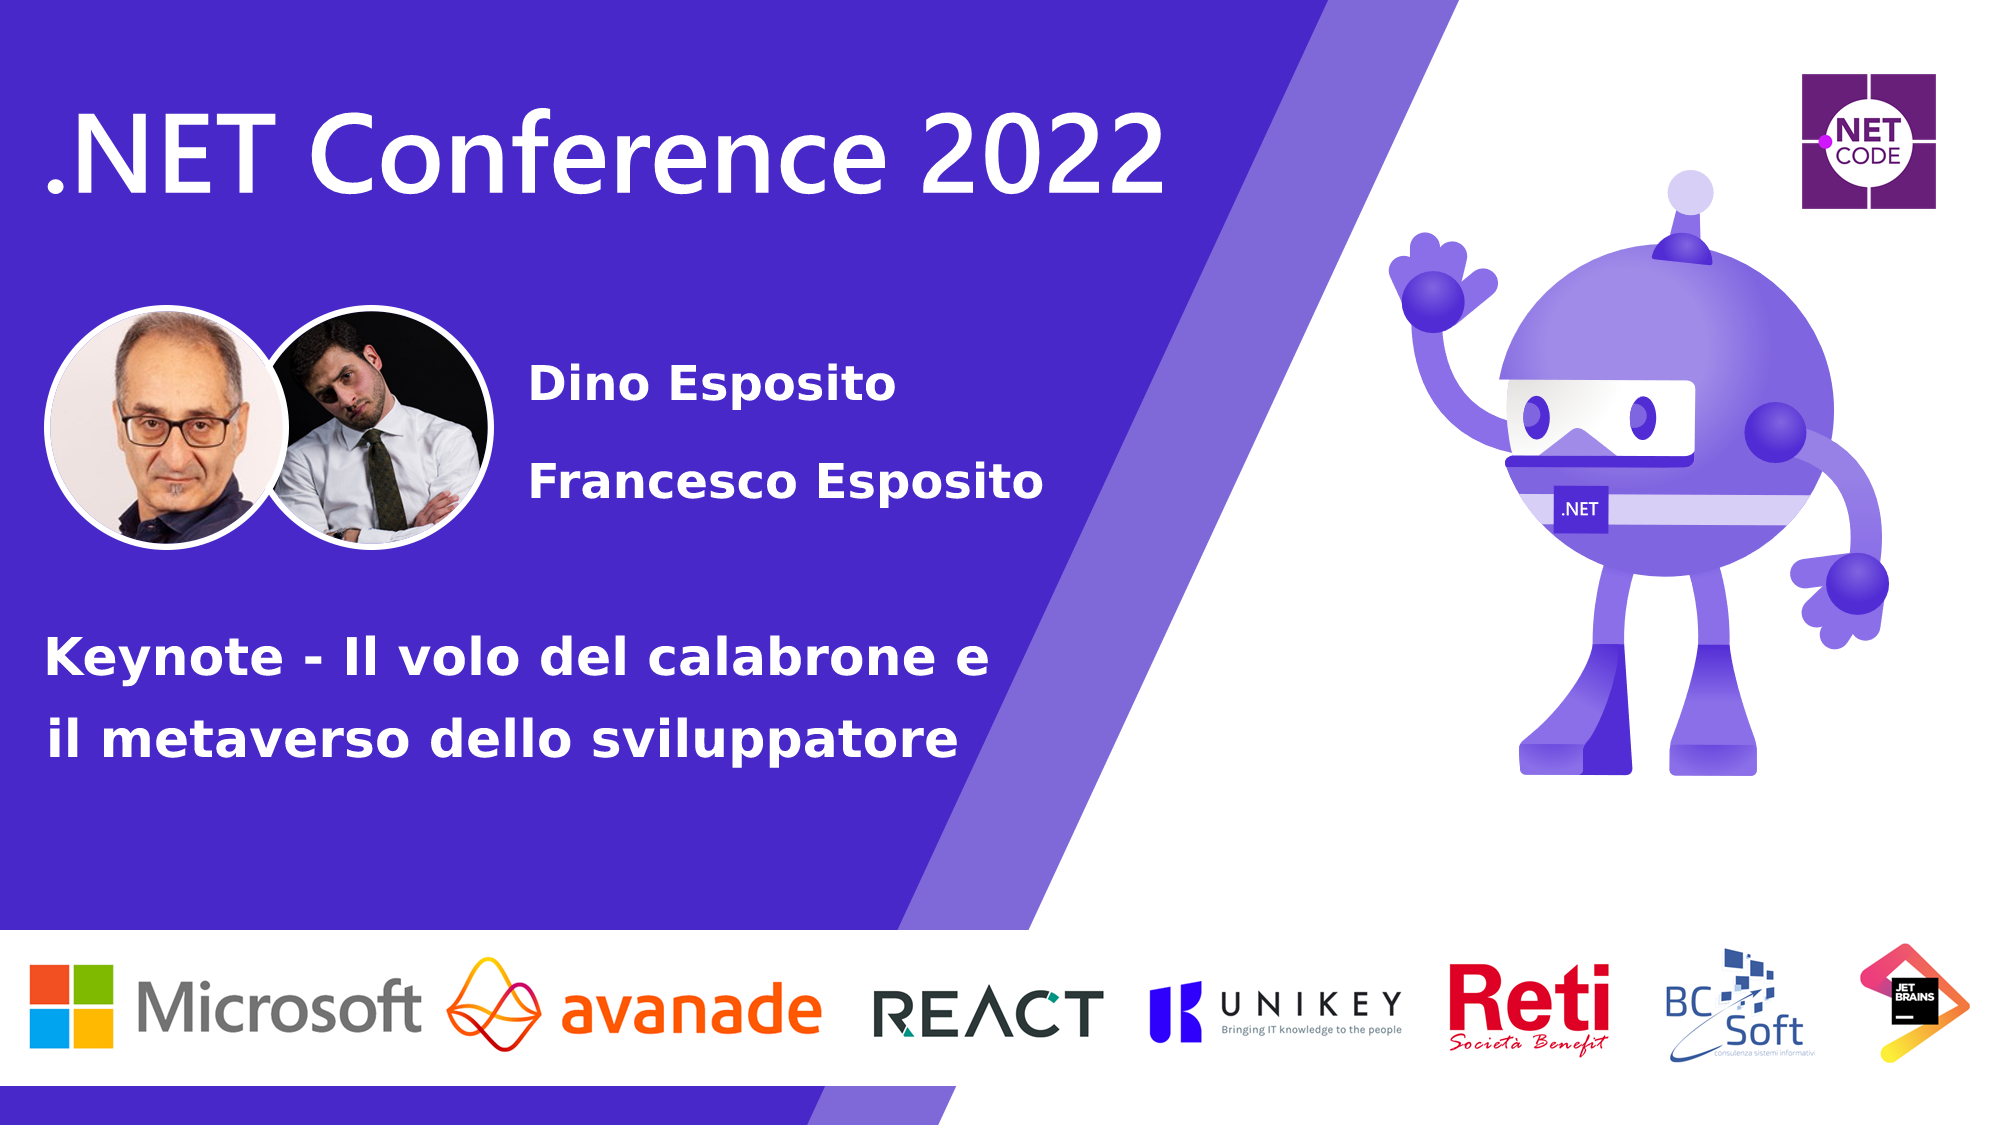 .NET Conference 2022
NET
CODE
Dino Esposito
Francesco Esposito
.NET
Keynote - Il volo del calabrone e
il metaverso dello sviluppatore
Microsoft
avanade
REACT
UNIKEY
Bringing IT knowledge to the people
Reti
Società Benefit
BC
Soft
consulenza sistemi informativi
JET
BRAINS